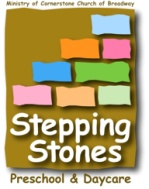 Ministry of Cornerstone Church of Broadway
Stepping
Stones
Preschool & Daycare